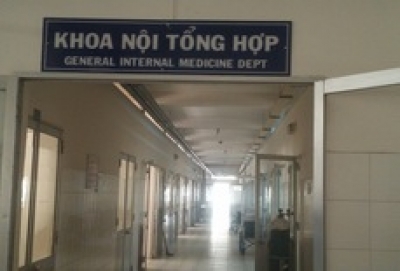 KHOA NỘI TỔNG HỢP
GENERAL INTERNAL MEDICINE DEPT